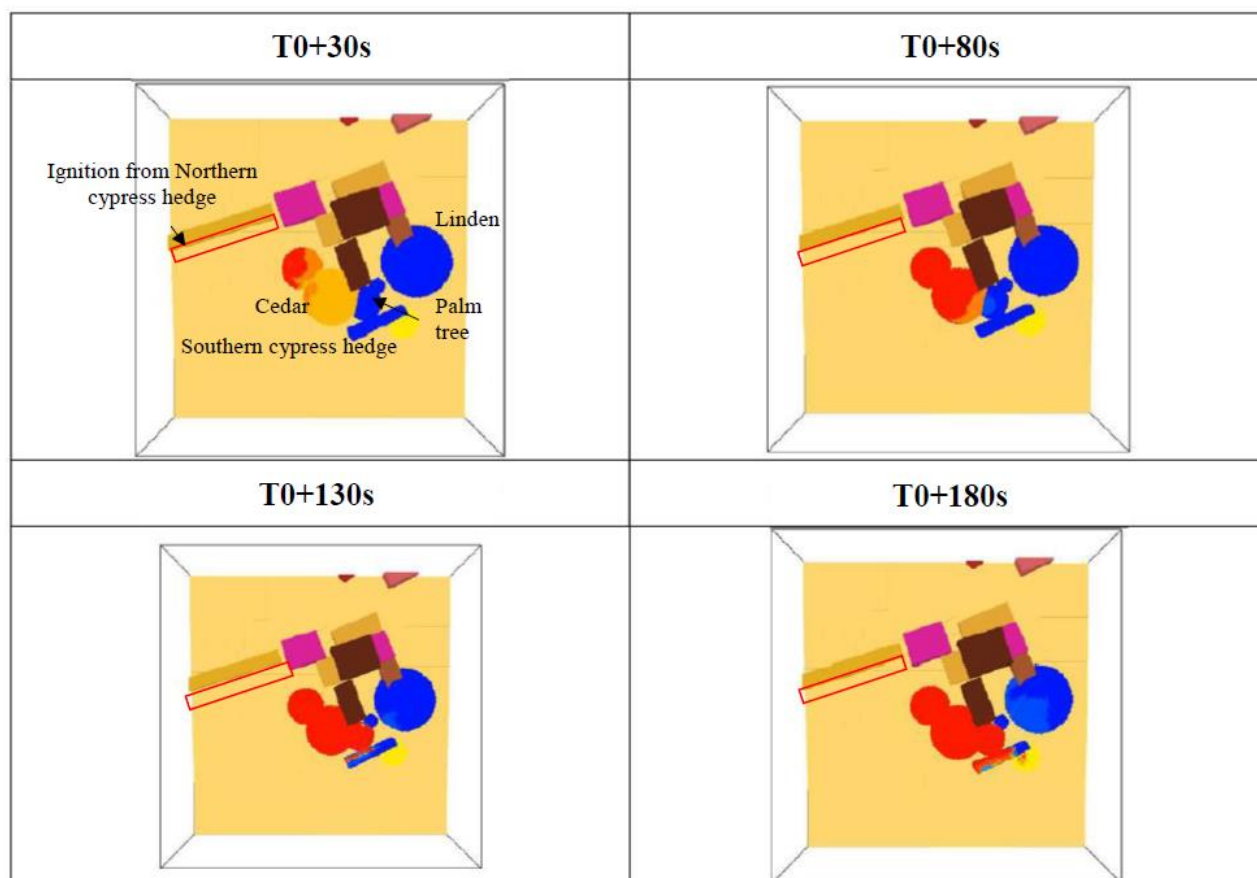 T0+30s
T0+80s
Ignition from Northern
cypress hedge
Linden
Cedar
Palm
tree
Southern cypress hedge
T0+130s
T0+180s